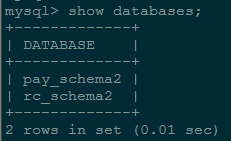 mysql> show databases;
+-------------+
| DATABASE    |
+-------------+
| pay_schema2 |
| rc_schema2  |
+-------------+
2 rows in set (0.01 sec)